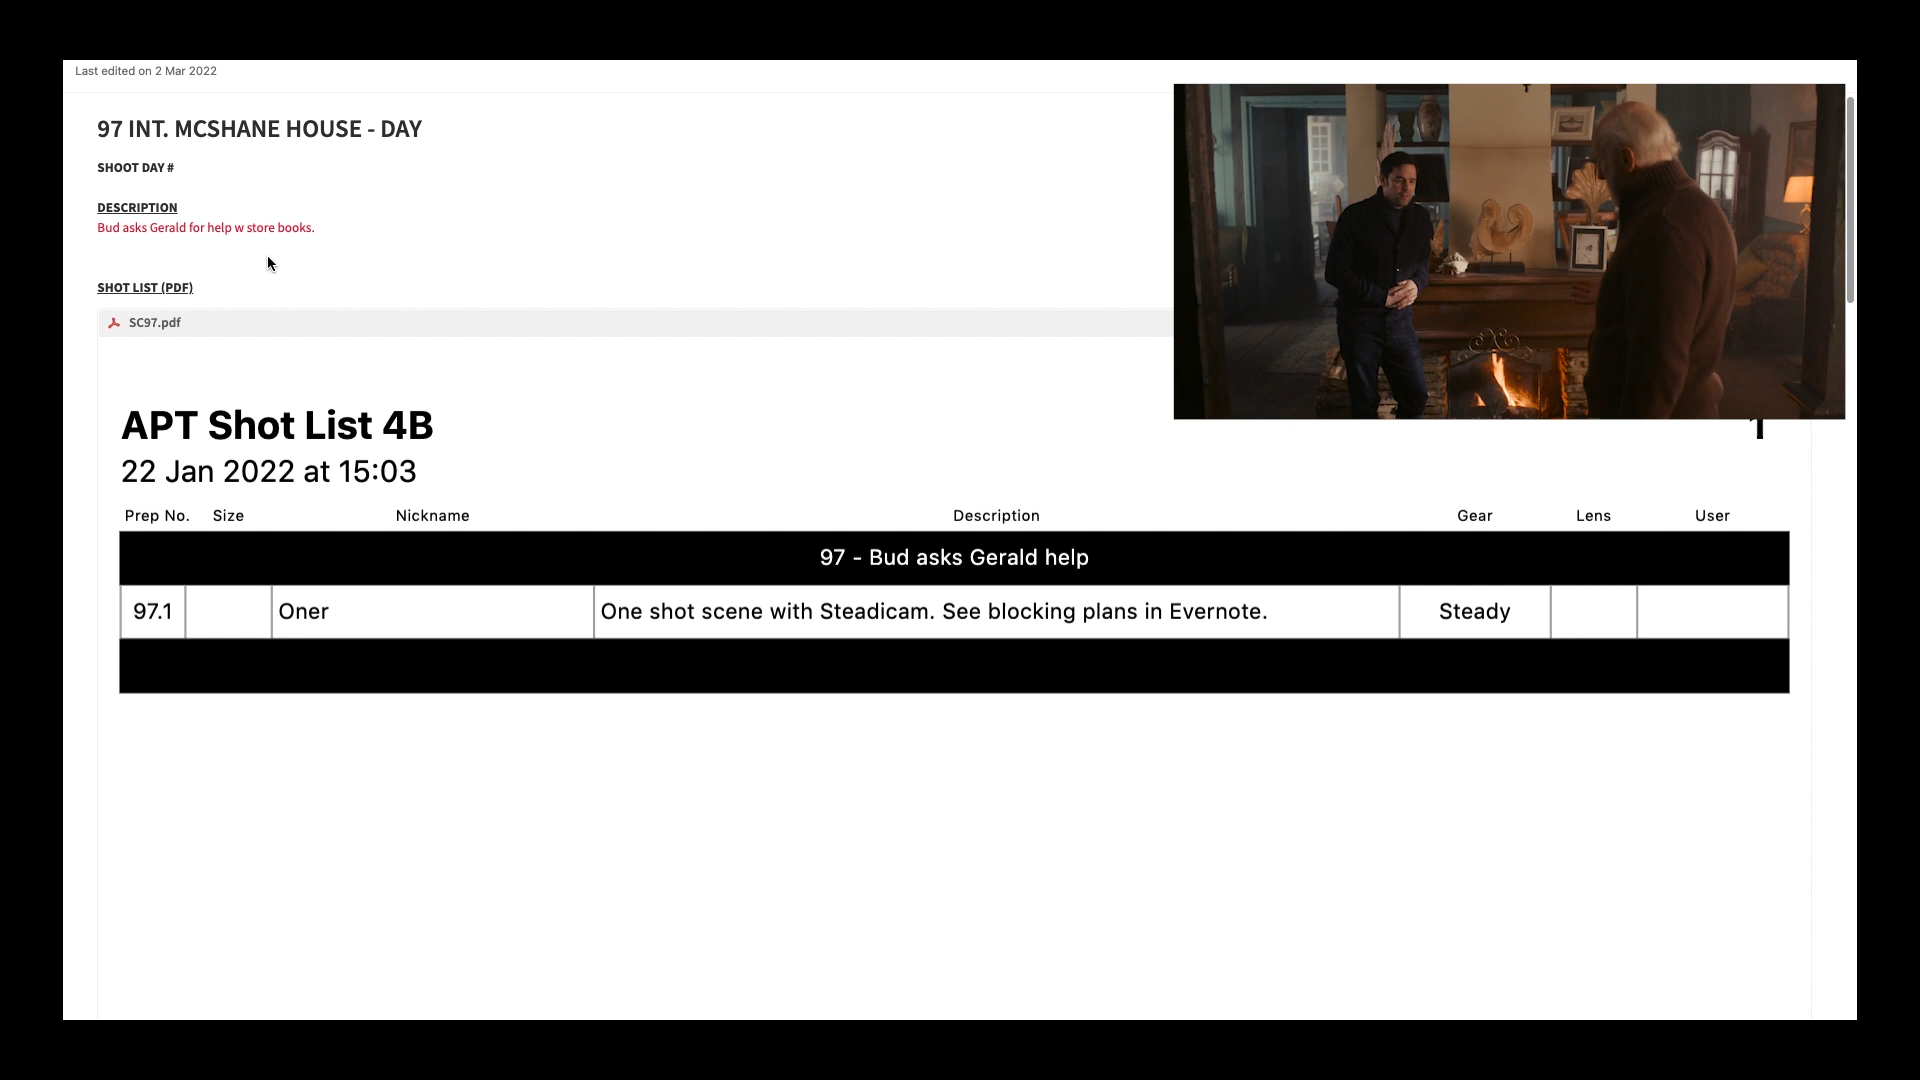 Last edited on 2 Mar 2022
97 INT. MCSHANE HOUSE - DAY
SHOOT DAY #
DESCRIPTION
Bud asks Gerald for help w store books.
SHOT LIST (PDF)
SC97.pdf
APT Shot List 4B
1
22 Jan 2022 at 15:03
Prep No. Size Nickname Description Gear Lens User
97 - Bud asks Gerald help
97.1 Oner One shot scene with Steadicam. See blocking plans in Evernote. Steady